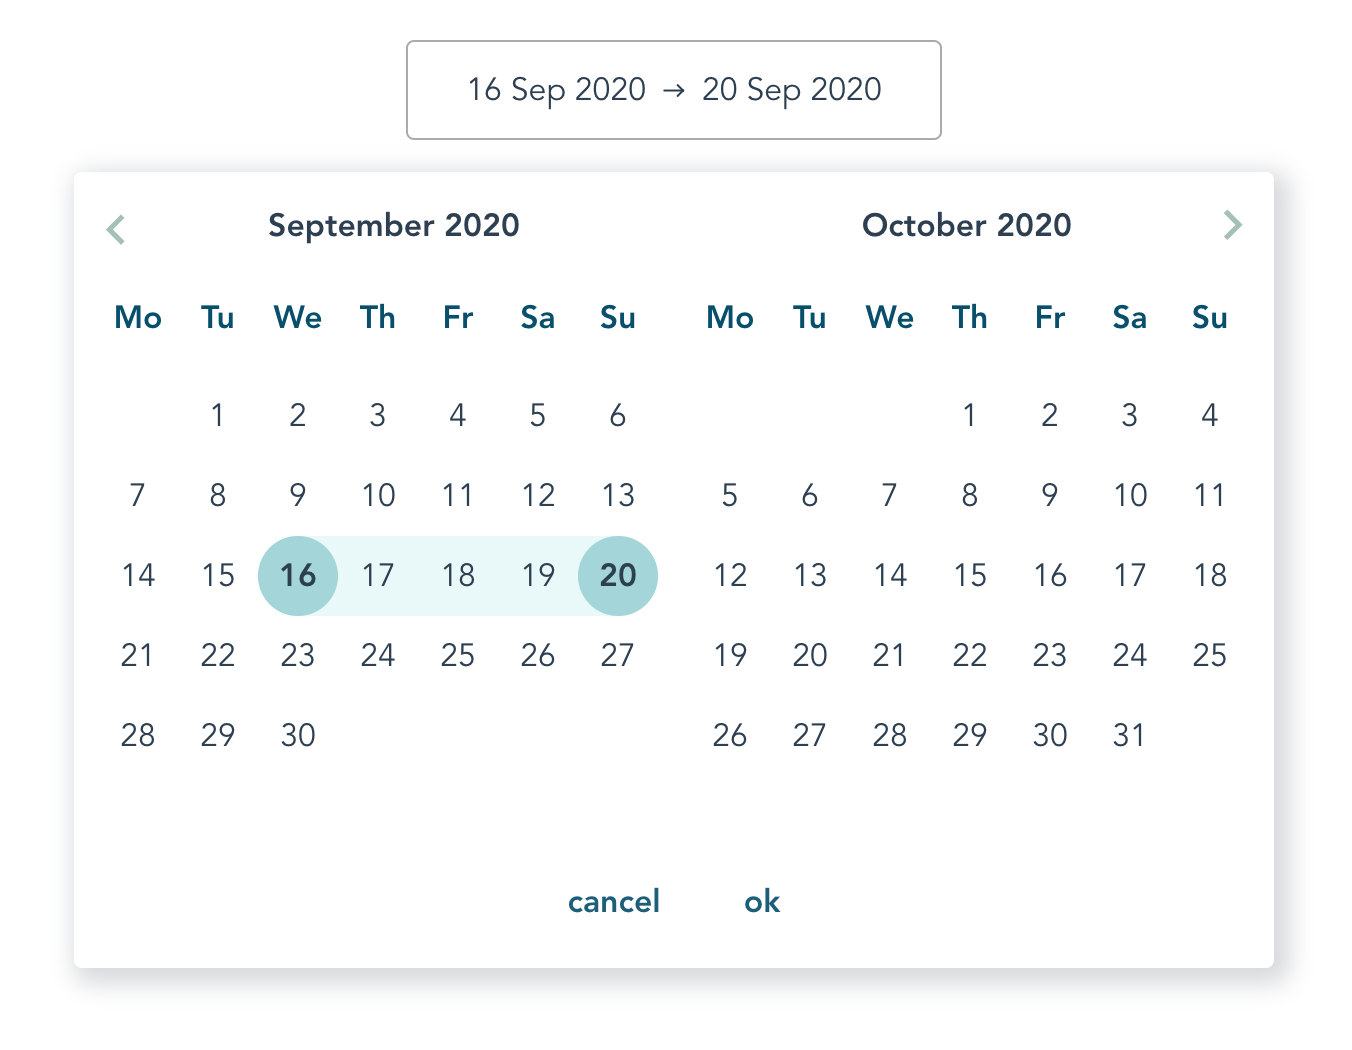 16 Sep 2020 → 20 Sep 2020
September 2020
Mo Tu We Th Fr Sa Su
1 2 3 4 5 6
7 8 9 10 11 12 13
14 15 16 17 18 19 20
21 22 23 24 25 26 27
28 29 30
October 2020
Mo Tu We Th Fr Sa Su
1 2 3 4
5 6 7 8 9 10 11
12 13 14 15 16 17 18
19 20 21 22 23 24 25
26 27 28 29 30 31
cancel ok